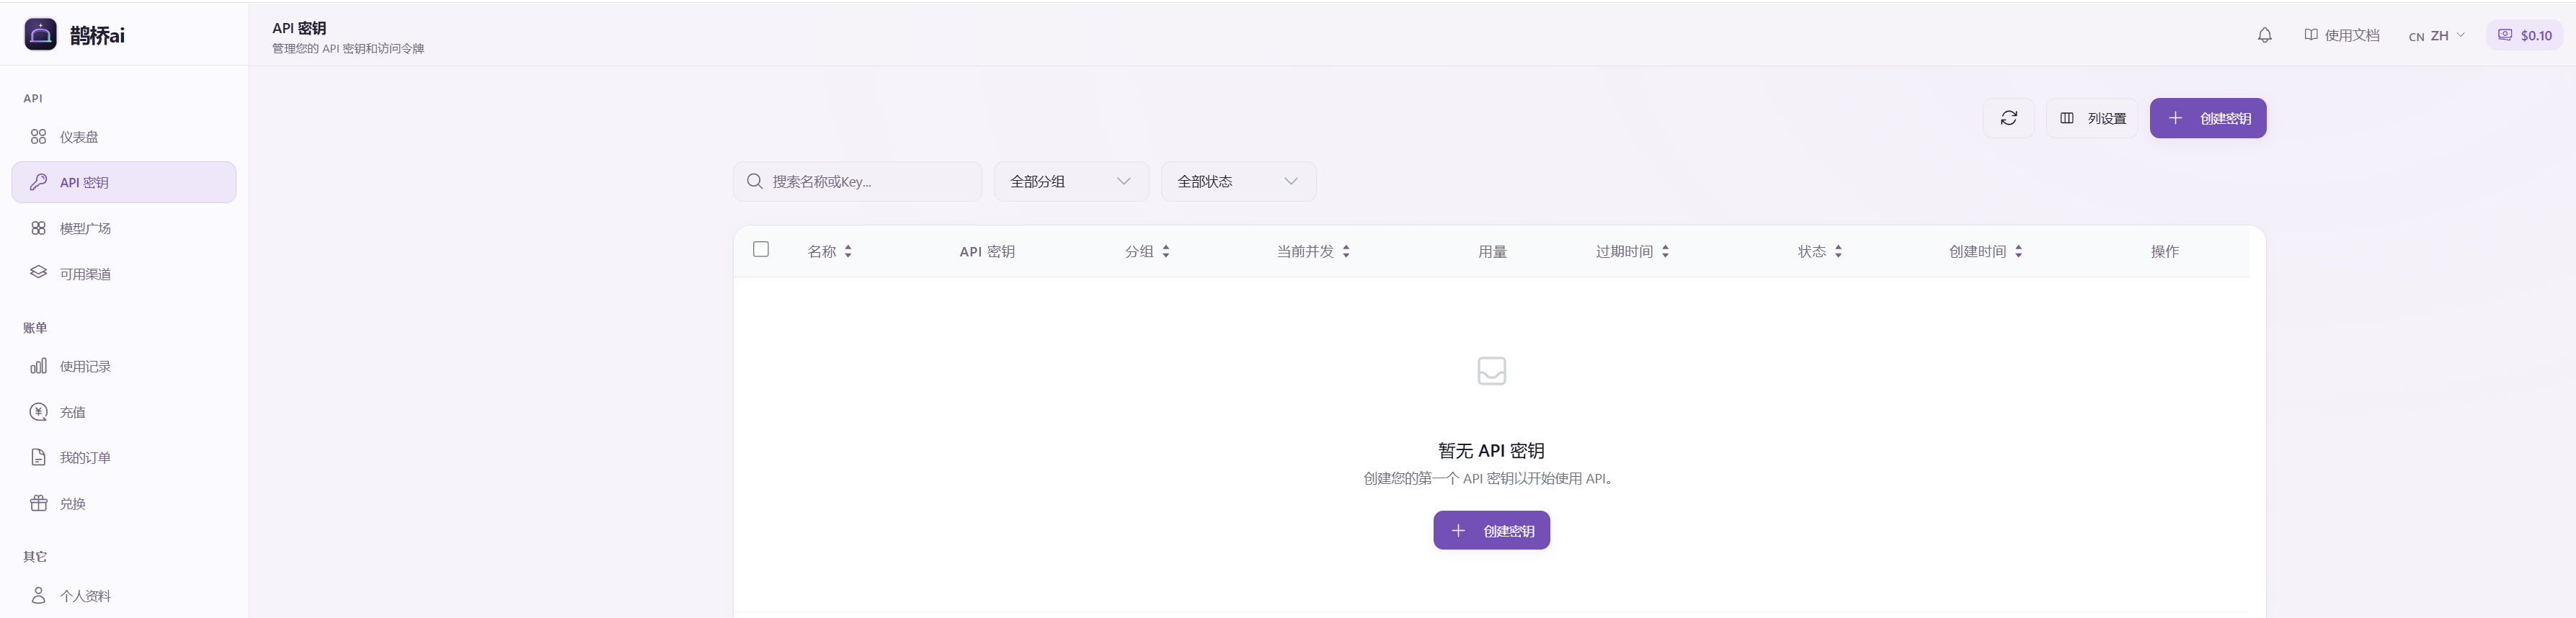 鹊桥ai
API 密钥
管理您的 API 密钥和访问令牌
使用文档
CN ZH
$0.10
API
仪表盘
API 密钥
模型广场
可用渠道
账单
使用记录
充值
我的订单
兑换
其它
个人资料
列设置
创建密钥
搜索名称或Key...
全部分组
全部状态
名称 API 密钥 分组 当前并发 用量 过期时间 状态 创建时间 操作
暂无 API 密钥
创建您的第一个 API 密钥以开始使用 API。
创建密钥